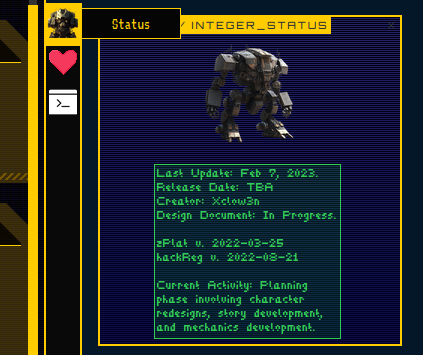 Status
/ INTEGER_STATUS
Last Update: Feb 7, 2023.
Release Date: TBA
Creator: Xclow3n
Design Document: In Progress.
zPlat v. 2022-03-25
hackReg v. 2022-08-21
Current Activity: Planning
phase involving character
redesigns, story development,
and mechanics development.